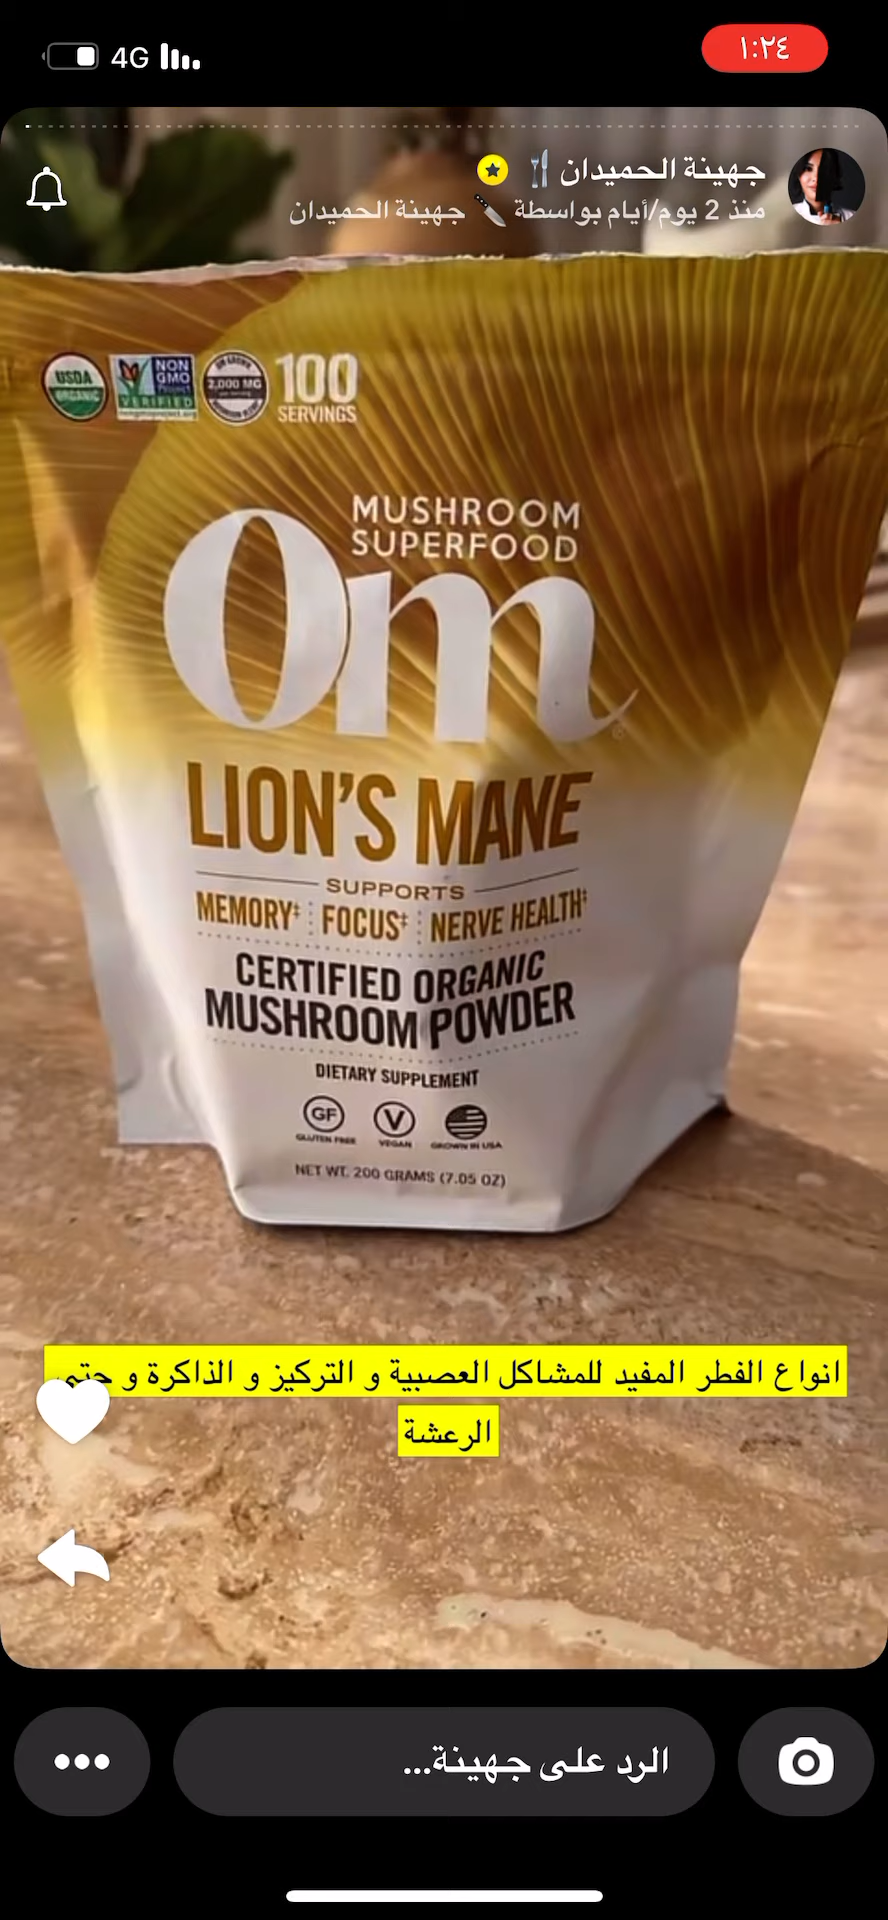 4G
١:٢٤
جهينة الحميدان
منذ 2 يوم/أيام بواسطة جهينة الحميدان
USDA
ORGANIC
NON
GMO
Project
VERIFIED
nongmoproject.org
2,000 MG
100
SERVINGS
MUSHROOM
SUPERFOOD
Om
LION'S MANE
SUPPORTS
MEMORY‡ FOCUS‡ NERVE HEALTH‡
CERTIFIED ORGANIC
MUSHROOM POWDER
DIETARY SUPPLEMENT
GF V
GLUTEN FREE VEGAN GROWN IN USA
NET WT. 200 GRAMS (7.05 OZ)
انواع الفطر المفيد للمشاكل العصبية و التركيز و الذاكرة و حتى
الرعشة
الرد على جهينة...